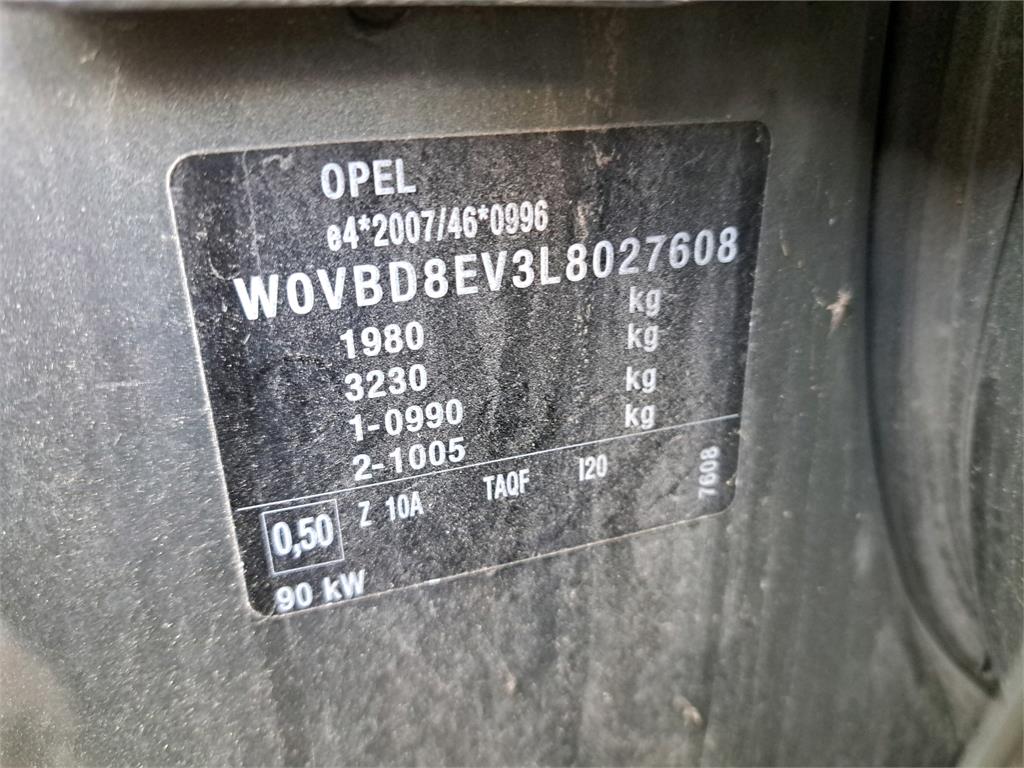 OPEL
e4*2007/46*0996
W0VBD8EV3L8027608
1980 kg
3230 kg
1-0990 kg
2-1005 kg
0,50 Z 10A TAQF I20 7608
90 kW